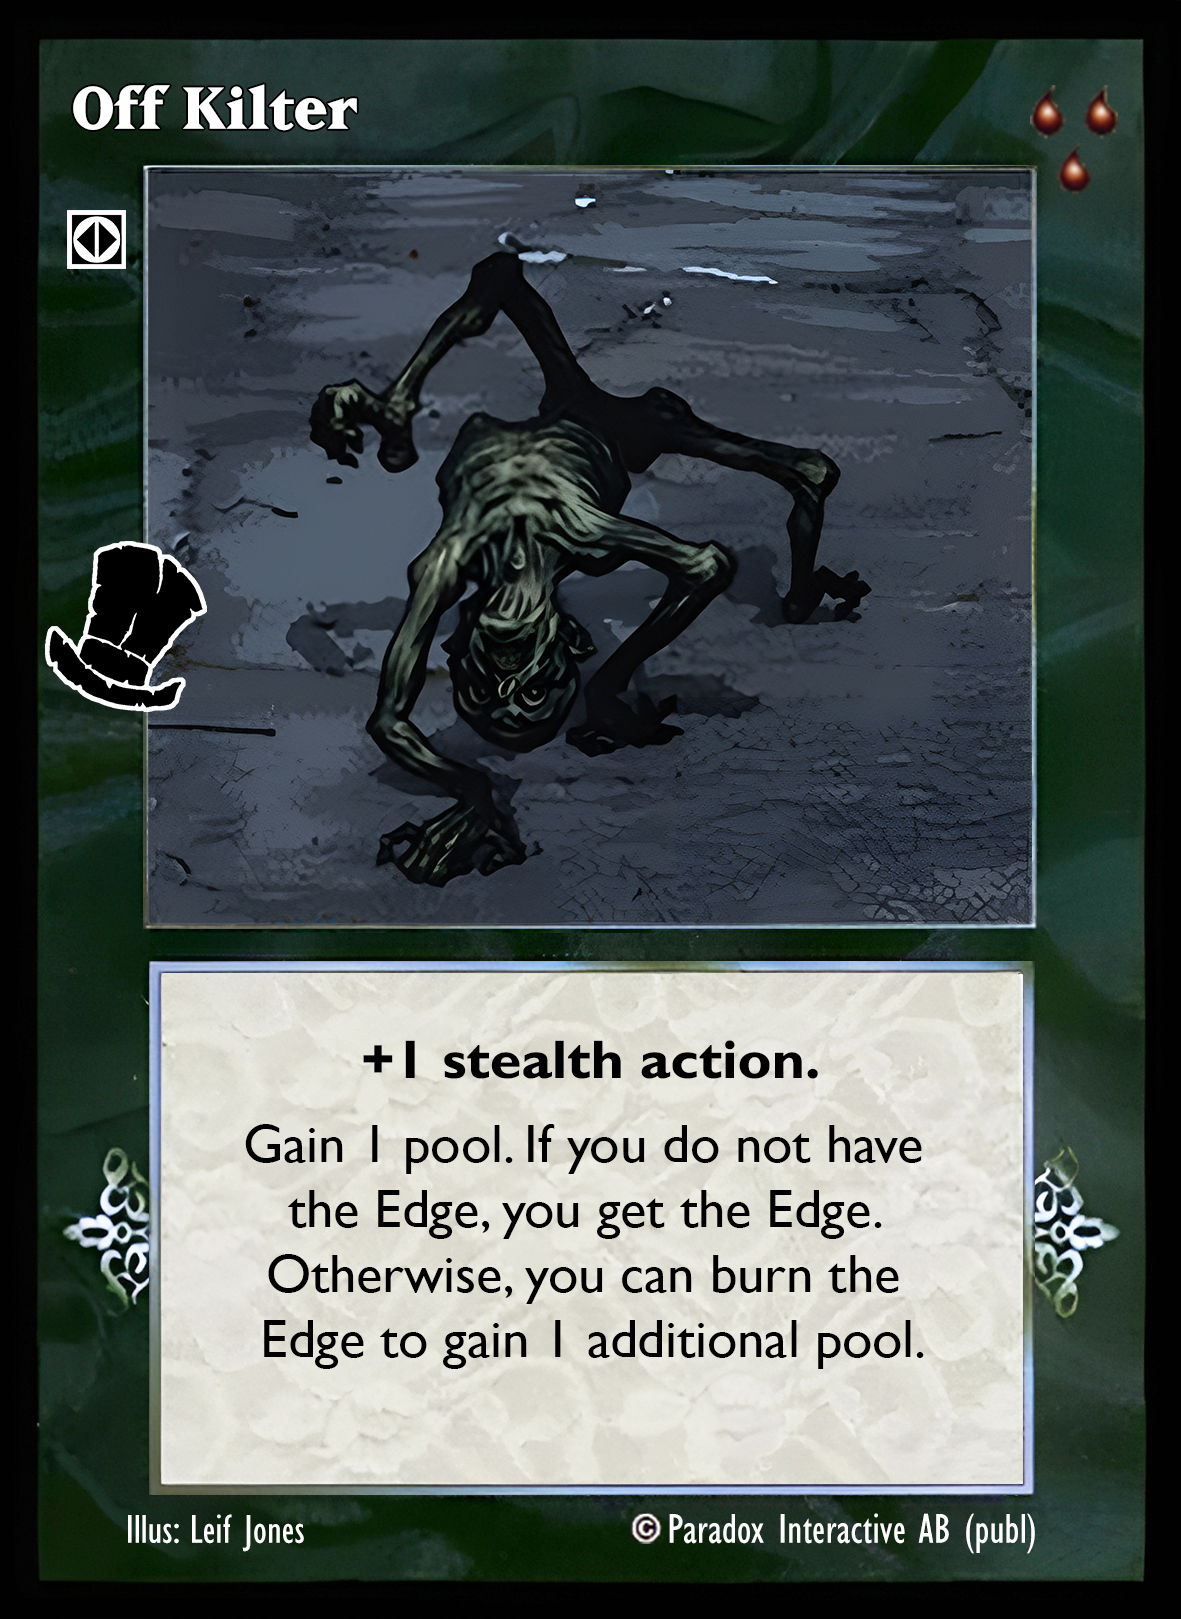 Off Kilter
+1 stealth action.
Gain 1 pool. If you do not have
the Edge, you get the Edge.
Otherwise, you can burn the
Edge to gain 1 additional pool.
Illus: Leif Jones
© Paradox Interactive AB (publ)